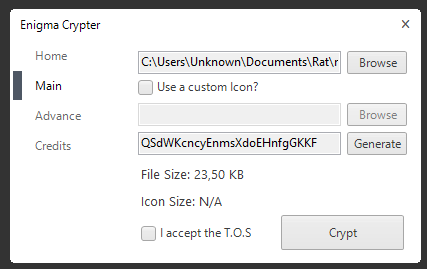 Enigma Crypter
Home
C:\Users\Unknown\Documents\Rat\r
Browse
Main
Use a custom Icon?
Advance
Browse
Credits
QSdWKcncyEnmsXdoEHnfgGKKF
Generate
File Size: 23,50 KB
Icon Size: N/A
I accept the T.O.S
Crypt